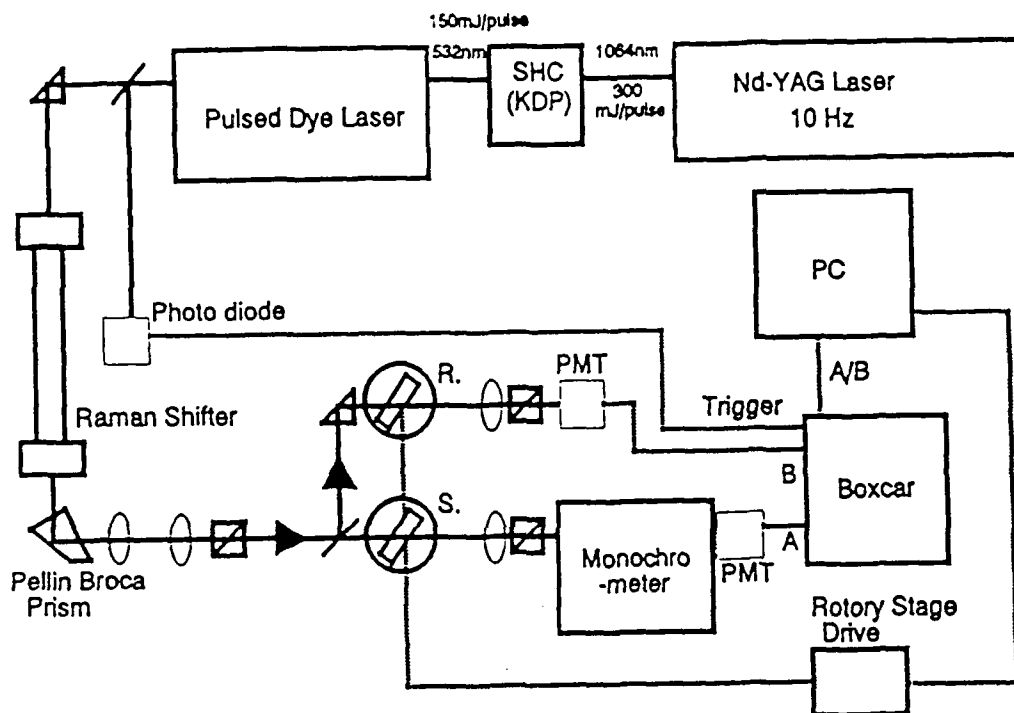 150mJ/pulse
532nm
SHC
(KDP)
1064nm
300
mJ/pulse
Nd-YAG Laser
10 Hz
Pulsed Dye Laser
PC
Photo diode
A/B
R.
PMT
Trigger
Raman Shifter
B
Boxcar
S.
Monochro
-meter
A
PMT
Pellin Broca
Prism
Rotory Stage
Drive